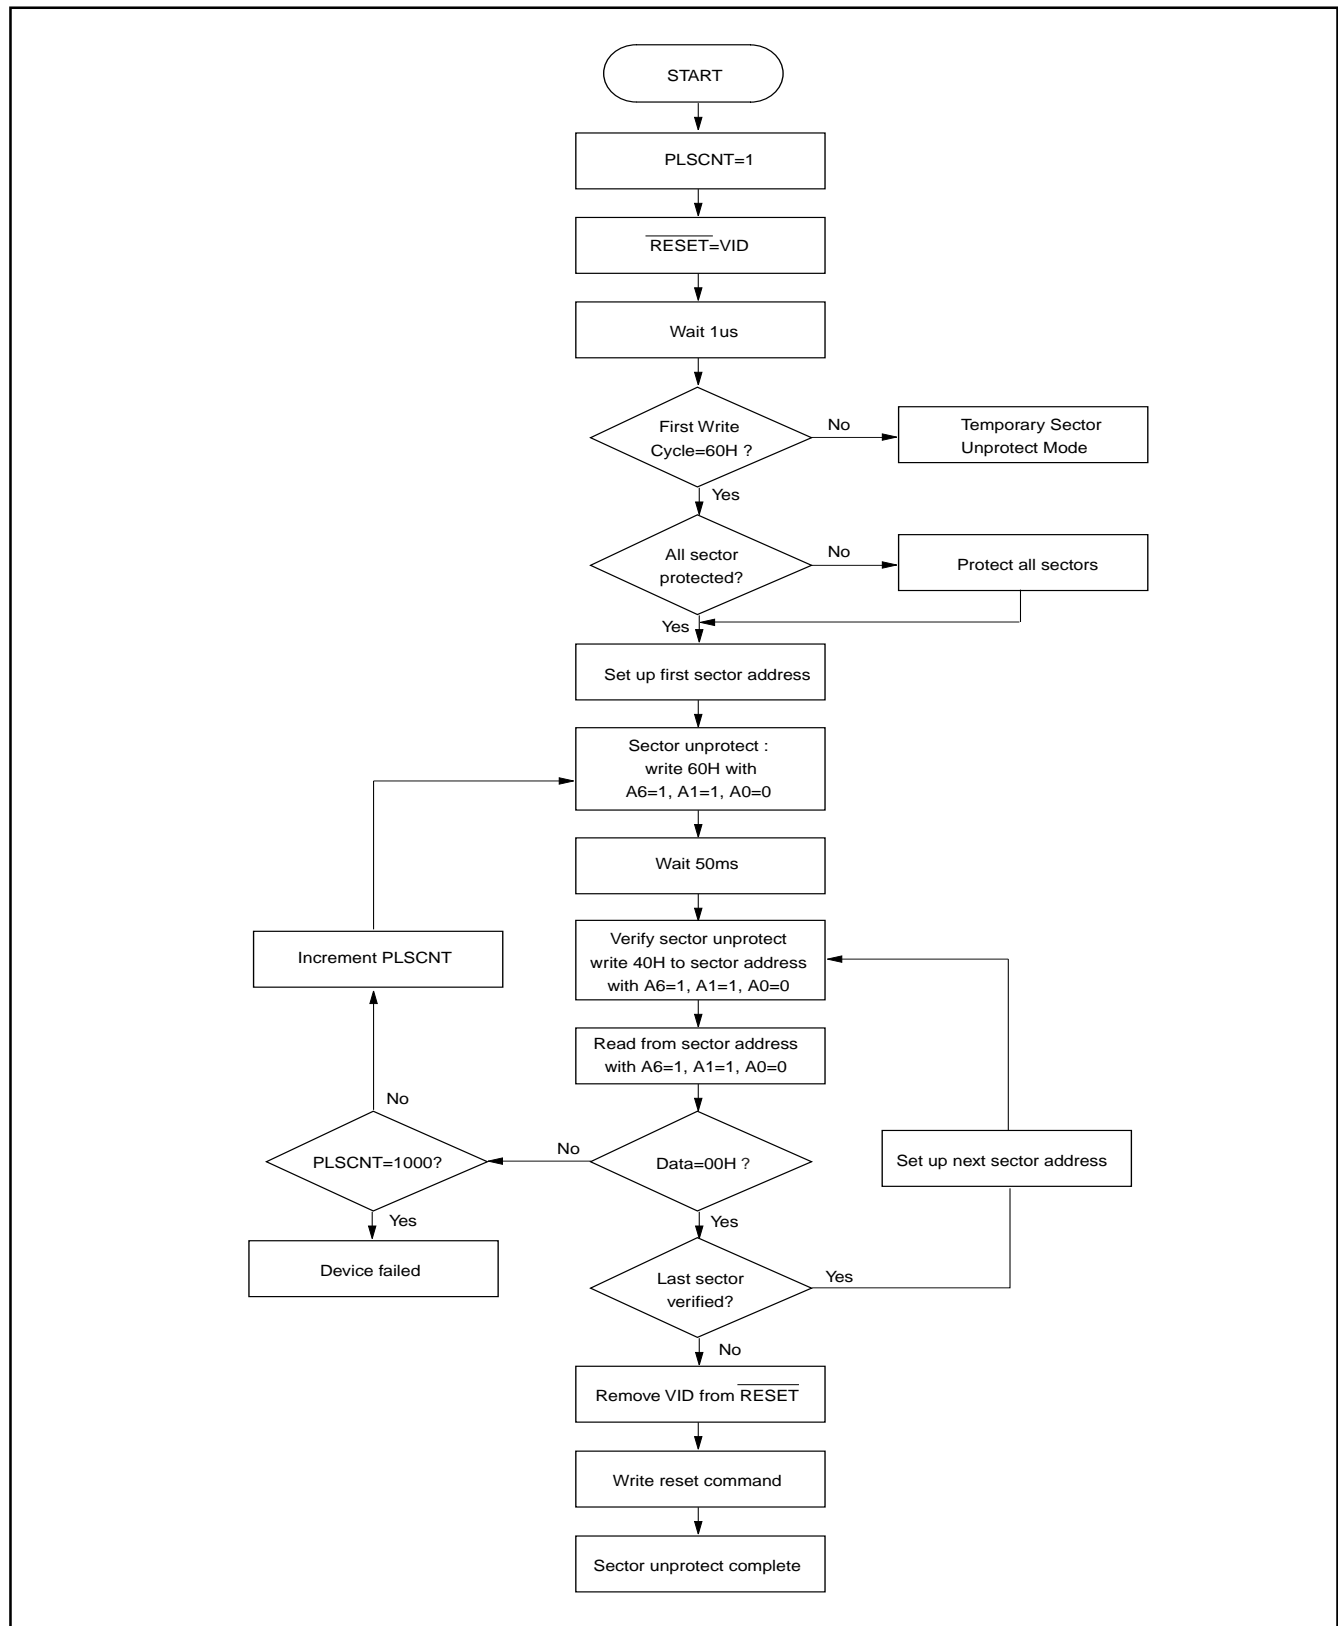 START
PLSCNT=1
RESET=VID
Wait 1us
First Write
Cycle=60H ?
No
Temporary Sector
Unprotect Mode
Yes
All sector
protected?
No
Protect all sectors
Yes
Set up first sector address
Sector unprotect :
write 60H with
A6=1, A1=1, A0=0
Wait 50ms
Increment PLSCNT
Verify sector unprotect
write 40H to sector address
with A6=1, A1=1, A0=0
Read from sector address
with A6=1, A1=1, A0=0
No
PLSCNT=1000?
No
Data=00H ?
Set up next sector address
Yes
Device failed
Yes
Last sector
verified?
Yes
No
Remove VID from RESET
Write reset command
Sector unprotect complete